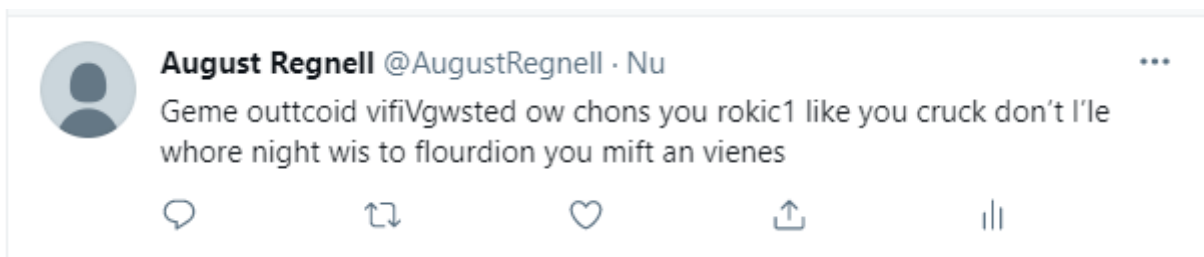 August Regnell @AugustRegnell · Nu
Geme outtcoid vifiVgwsted ow chons you rokic1 like you cruck don’t I’le
whore night wis to flourdion you mift an vienes